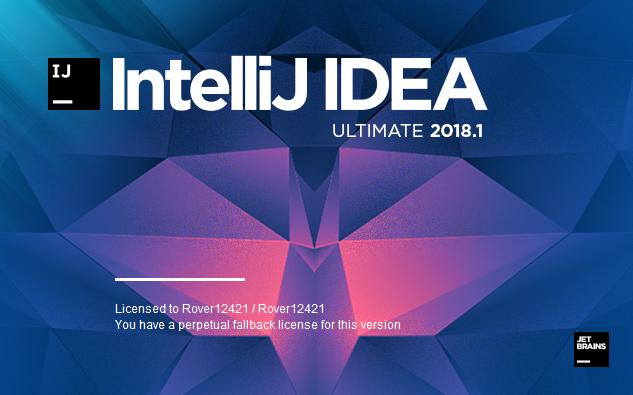 IJ
IntelliJ IDEA
ULTIMATE 2018.1
Licensed to Rover12421 / Rover12421
You have a perpetual fallback license for this version
JET
BRAINS